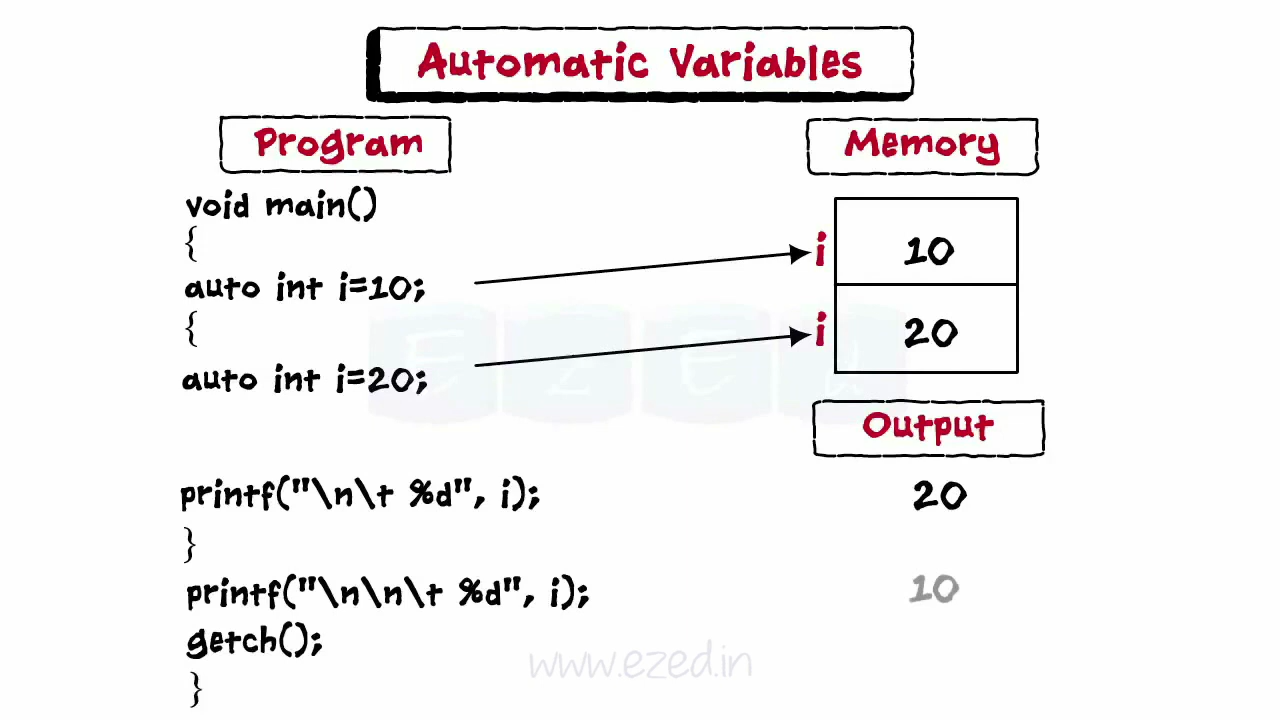 Automatic Variables
Program
Memory
void main()
{
auto int i=10;
i 10
{
auto int i=20;
i 20
Output
printf("\n\t %d", i);
20
}
printf("\n\n\t %d", i);
10
getch();
}
EZED
www.ezed.in